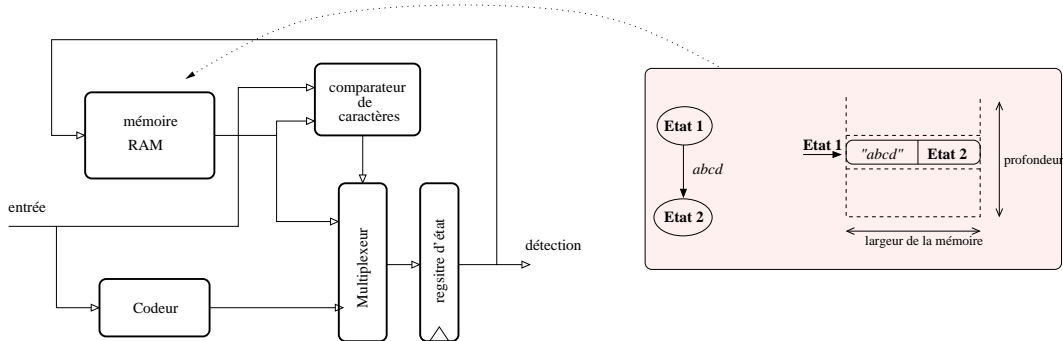 mémoire
RAM
comparateur
de
caractères
entrée
Codeur
Multiplexeur
regsitre d'état
détection
Etat 1
abcd
Etat 2
Etat 1
"abcd"
Etat 2
profondeur
largeur de la mémoire